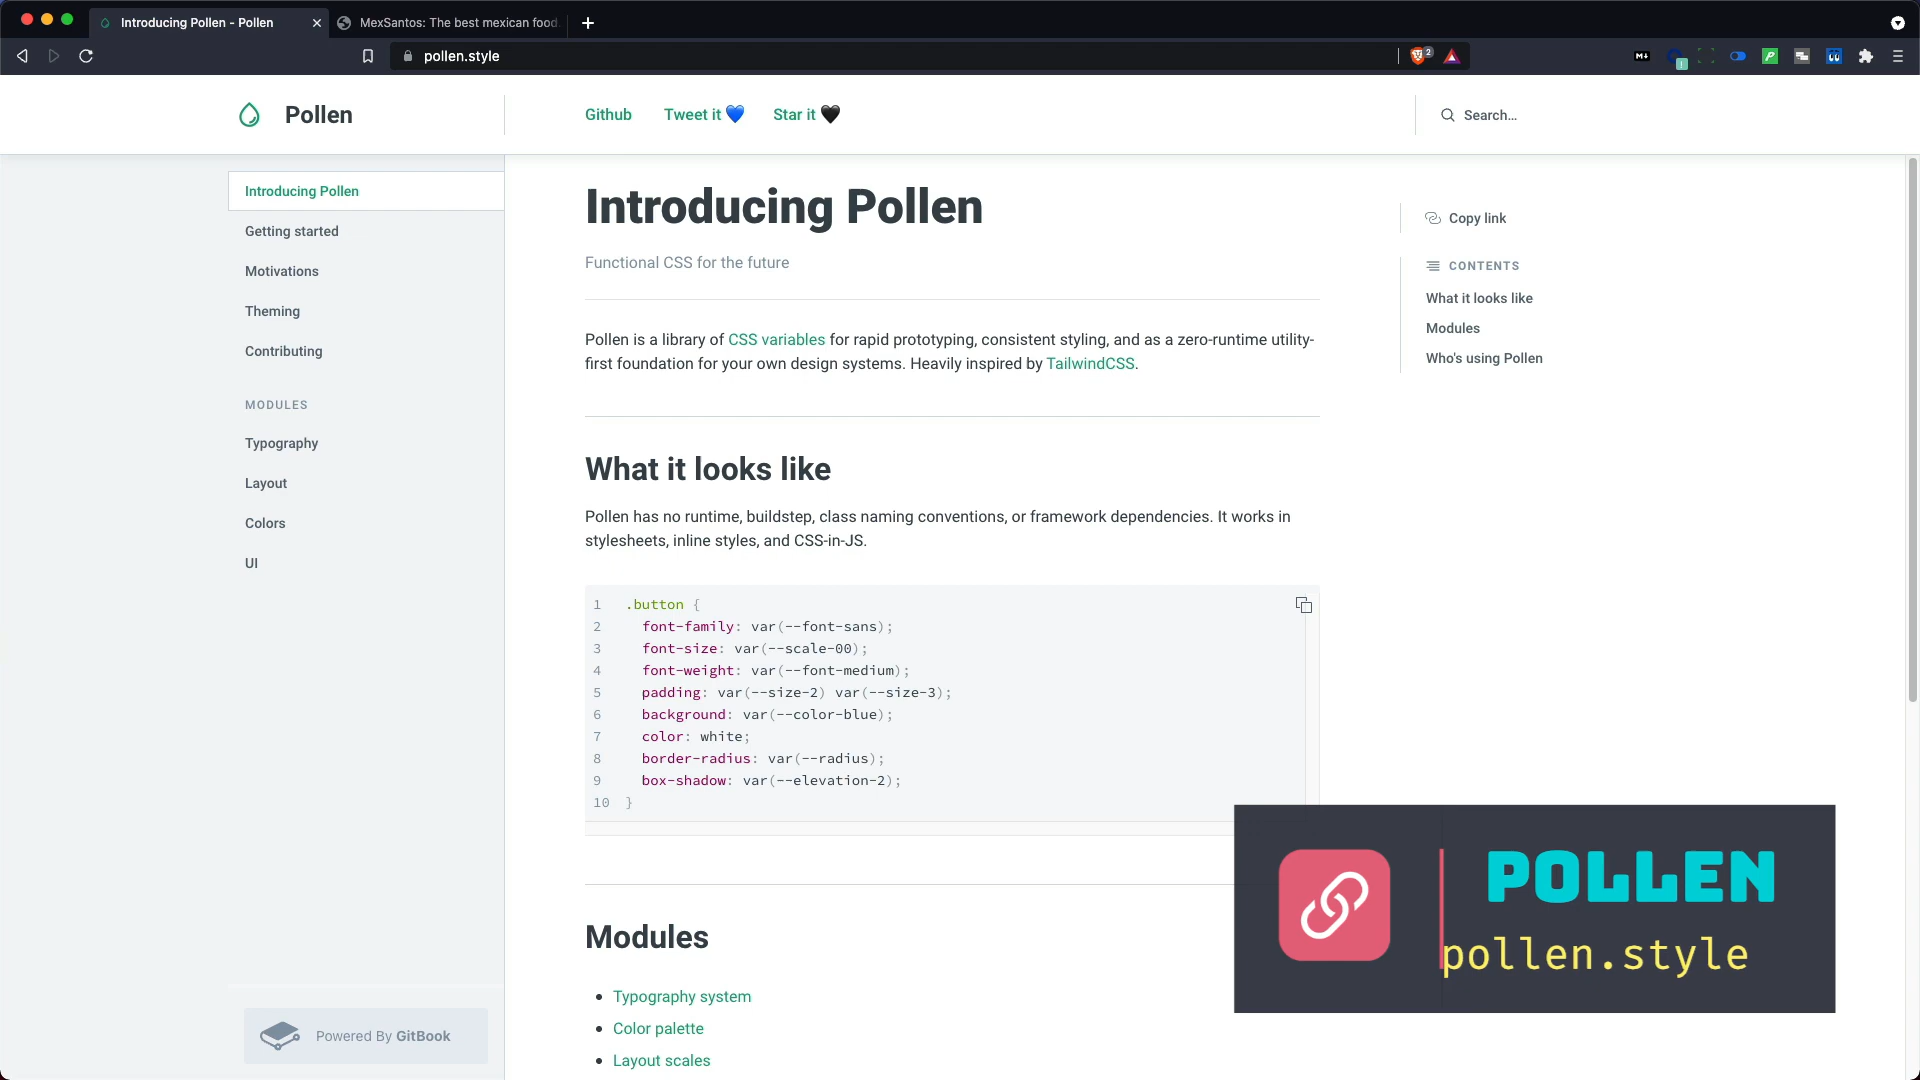 Introducing Pollen - Pollen
MexSantos: The best mexican food
pollen.style
2
M↓
Pollen
Github
Tweet it 💙
Star it 🖤
Search…
Introducing Pollen
Getting started
Motivations
Theming
Contributing
MODULES
Typography
Layout
Colors
UI
Powered By GitBook
Introducing Pollen
Functional CSS for the future
Pollen is a library of CSS variables for rapid prototyping, consistent styling, and as a zero-runtime utility-
first foundation for your own design systems. Heavily inspired by TailwindCSS.
What it looks like
Pollen has no runtime, buildstep, class naming conventions, or framework dependencies. It works in
stylesheets, inline styles, and CSS-in-JS.
1 .button {
2 font-family: var(--font-sans);
3 font-size: var(--scale-00);
4 font-weight: var(--font-medium);
5 padding: var(--size-2) var(--size-3);
6 background: var(--color-blue);
7 color: white;
8 border-radius: var(--radius);
9 box-shadow: var(--elevation-2);
10 }
Modules
Typography system
Color palette
Layout scales
Copy link
CONTENTS
What it looks like
Modules
Who's using Pollen
POLLEN
pollen.style